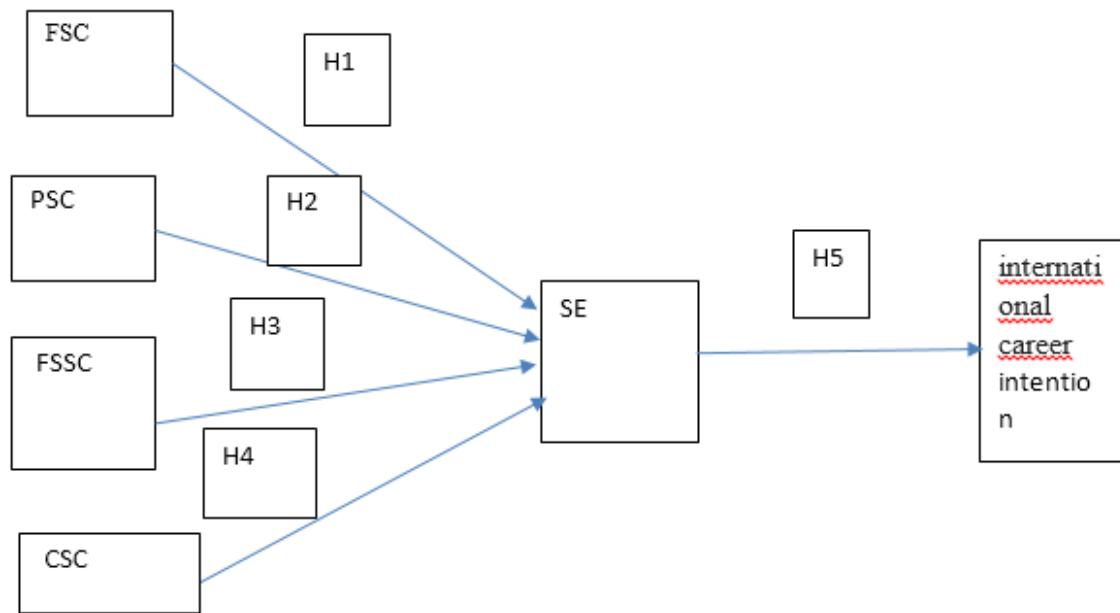 FSC
H1
PSC
H2
H3
SE
H5
internati
onal
career
intentio
n
FSSC
H4
CSC